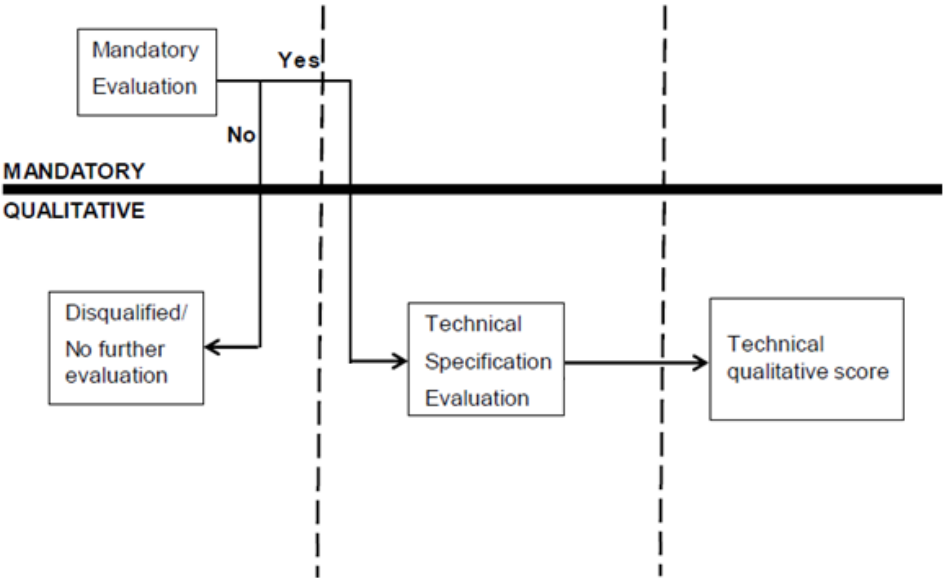 Mandatory
Evaluation
Yes
No
MANDATORY
QUALITATIVE
Disqualified/
No further
evaluation
Technical
Specification
Evaluation
Technical
qualitative score